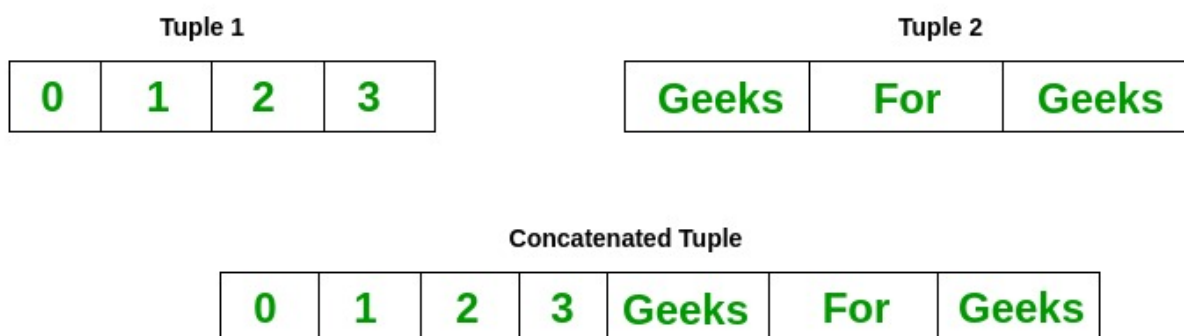 Tuple 1 Tuple 2
0 1 2 3 Geeks For Geeks
Concatenated Tuple
0 1 2 3 Geeks For Geeks